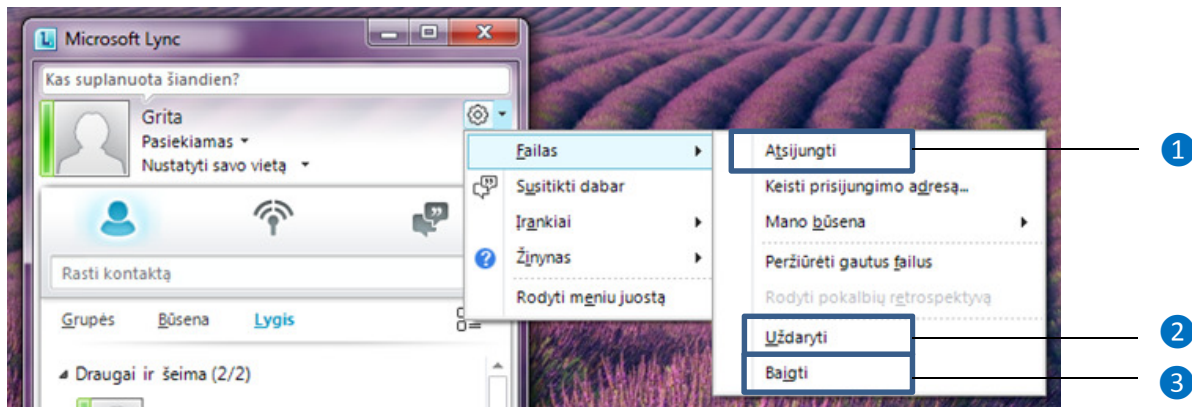 Microsoft Lync
Kas suplanuota šiandien?
Grita
Pasiekiamas
Nustatyti savo vietą
Rasti kontaktą
Grupės Būsena Lygis
Draugai ir šeima (2/2)
Failas
Susitikti dabar
Įrankiai
Žinynas
Rodyti meniu juostą
Atsijungti
Keisti prisijungimo adresą...
Mano būsena
Peržiūrėti gautus failus
Rodyti pokalbių retrospektyvą
Uždaryti
Baigti
1
2
3